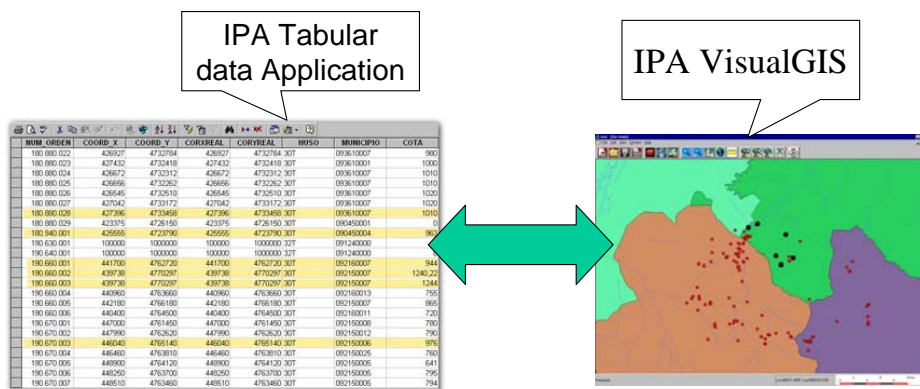 IPA Tabular
data Application
IPA VisualGIS
NUM_ORDEN COORD_X COORD_Y CORXREAL CORYREAL HUSO MUNICIPIO COTA
180.880.022 426927 4732784 426927 4732784 30T 093610007 980
180.880.023 427432 4732418 427432 4732418 30T 093610001 1000
180.880.024 426672 4732312 426672 4732312 30T 093610007 1010
180.880.025 426656 4732262 426656 4732262 30T 093610007 1010
180.880.026 426545 4732510 426545 4732510 30T 093610007 1020
180.880.027 427042 4733172 427042 4733172 30T 093610007 1020
180.880.028 427396 4733458 427396 4733458 30T 093610007 1010
180.880.029 423375 4726150 423375 4726150 30T 090450001 0
180.940.001 425555 4723790 425555 4723790 30T 090450004 963
190.630.001 100000 1000000 100000 1000000 32T 091240000
190.640.001 100000 1000000 100000 1000000 32T 092240000
190.660.001 441700 4762720 441700 4762720 30T 092160007 944
190.660.002 439738 4770297 439738 4770297 30T 092150007 1240,22
190.660.003 439738 4770297 439738 4770297 30T 092150007 1244
190.660.004 440960 4763660 440960 4763660 30T 092160013 755
190.660.005 442180 4766180 442180 4766180 30T 092150007 865
190.660.006 440400 4764500 440400 4764500 30T 092160011 720
190.670.001 447000 4761450 447000 4761450 30T 092150008 780
190.670.002 447990 4762620 447990 4762620 30T 092150012 790
190.670.003 446040 4765140 446040 4765140 30T 092150006 976
190.670.004 446460 4763810 446460 4763810 30T 092150025 760
190.670.005 448900 4764120 448900 4764120 30T 092150005 641
190.670.006 448250 4763700 448250 4763700 30T 092150005 795
190.670.007 448510 4763460 448510 4763460 30T 092150005 794